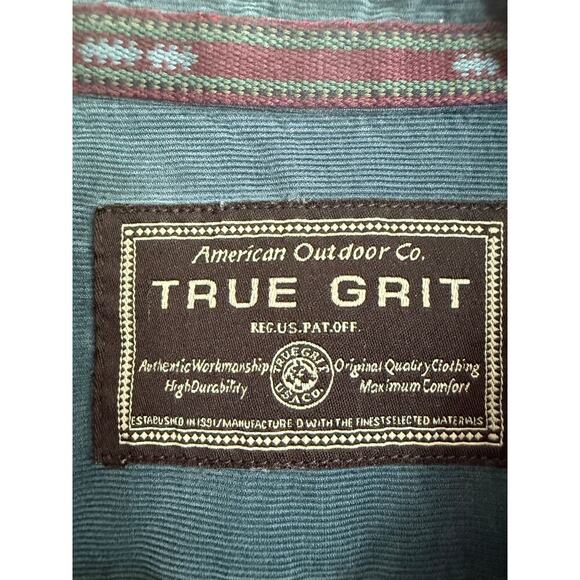 American Outdoor Co.
TRUE GRIT
REG.US.PAT.OFF.
Authentic Workmanship
High Durability
TRUE GRIT
USA CO.
Original Quality Clothing
Maximum Comfort
ESTABLISHED IN 1991/MANUFACTURED WITH THE FINEST SELECTED MATERIALS